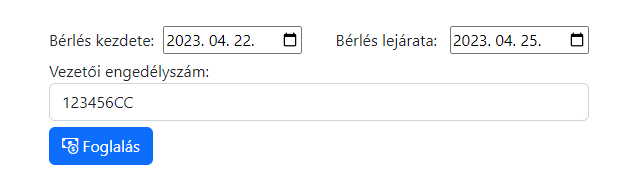 Bérlés kezdete: 2023. 04. 22. Bérlés lejárata: 2023. 04. 25.
Vezetői engedélyszám:
123456CC
Foglalás